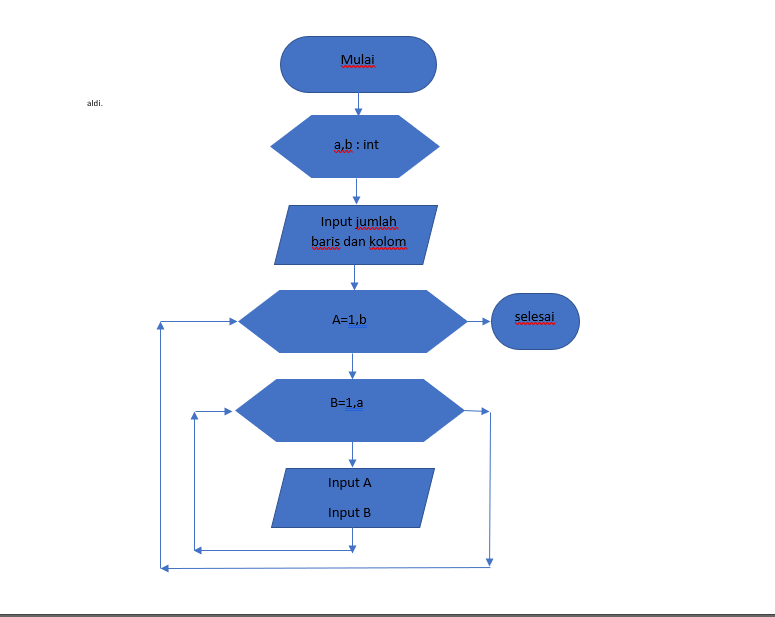 Mulai
aldi.
a,b : int
Input jumlah
baris dan kolom
A=1,b
selesai
B=1,a
Input A
Input B